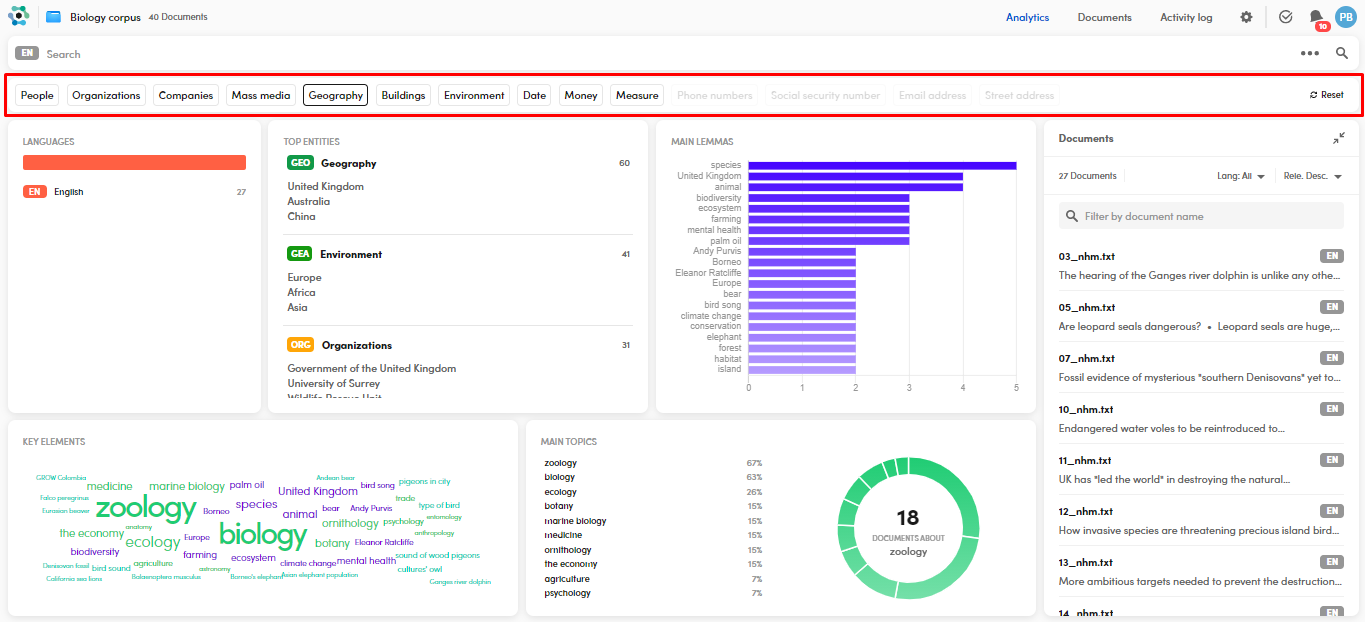 Biology corpus 40 Documents Analytics Documents Activity log 10 PB
EN Search
People Organizations Companies Mass media Geography Buildings Environment Date Money Measure Phone numbers Social security number Email address Street address Reset
LANGUAGES
EN English 27
TOP ENTITIES
GEO Geography 60
United Kingdom
Australia
China
GEA Environment 41
Europe
Africa
Asia
ORG Organizations 31
Government of the United Kingdom
University of Surrey
Wildlife Rescue Unit
MAIN LEMMAS
species
United Kingdom
animal
biodiversity
ecosystem
farming
mental health
palm oil
Andy Purvis
Borneo
Eleanor Ratcliffe
Europe
bear
bird song
climate change
conservation
elephant
forest
habitat
island
0 1 2 3 4 5
Documents
27 Documents Lang: All Rele. Desc.
Filter by document name
03_nhm.txt EN
The hearing of the Ganges river dolphin is unlike any othe...
05_nhm.txt EN
Are leopard seals dangerous? • Leopard seals are huge,...
07_nhm.txt EN
Fossil evidence of mysterious *southern Denisovans* yet to...
10_nhm.txt EN
Endangered water voles to be reintroduced to...
11_nhm.txt EN
UK has *led the world* in destroying the natural...
12_nhm.txt EN
How invasive species are threatening precious island bird...
13_nhm.txt EN
More ambitious targets needed to prevent the destruction...
14_nhm.txt EN
KEY ELEMENTS
GROW Colombia
medicine
marine biology
palm oil
Andean bear
bird song
pigeons in city
Falco peregrinus
Eurasian beaver
zoology
Borneo
species
United Kingdom
animal
bear
Andy Purvis
trade
type of bird
the economy
anatomy
ecology
Europe
biology
ornithology
psychology
entomology
anthropology
botany
Eleanor Ratcliffe
biodiversity
farming
ecosystem
climate change
mental health
sound of wood pigeons
Denisovan fossil
bird sound
agriculture
astronomy
cultures' owl
California sea lions
Balaenoptera musculus
Borneo's elephant
Asian elephant population
Ganges river dolphin
MAIN TOPICS
zoology 67%
biology 63%
ecology 26%
botany 15%
marine biology 15%
medicine 15%
ornithology 15%
the economy 15%
agriculture 7%
psychology 7%
18
DOCUMENTS ABOUT
zoology